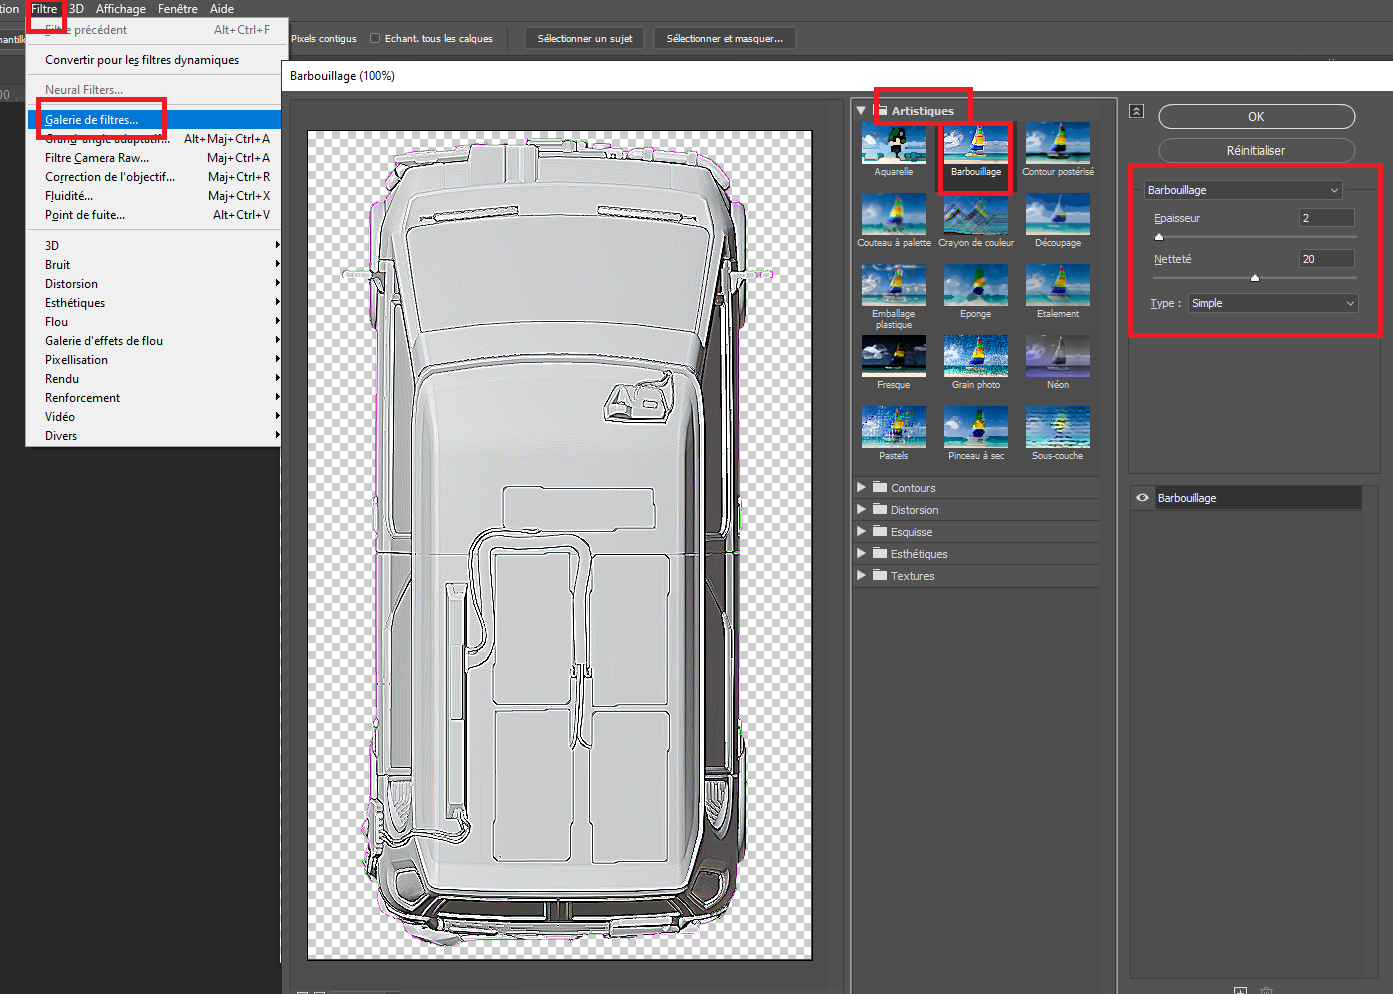 tion Filtre 3D Affichage Fenêtre Aide
Filtre précédent Alt+Ctrl+F
Convertir pour les filtres dynamiques
Neural Filters...
Galerie de filtres...
Grand-angle adaptatif... Alt+Maj+Ctrl+A
Filtre Camera Raw... Maj+Ctrl+A
Correction de l'objectif... Maj+Ctrl+R
Fluidité... Maj+Ctrl+X
Point de fuite... Alt+Ctrl+V
3D
Bruit
Distorsion
Esthétiques
Flou
Galerie d'effets de flou
Pixellisation
Rendu
Renforcement
Vidéo
Divers
Pixels contigus Echant. tous les calques Sélectionner un sujet Sélectionner et masquer...
Barbouillage (100%)
Artistiques
Aquarelle Barbouillage Contour postérisé
Couteau à palette Crayon de couleur Découpage
Emballage plastique Eponge Etalement
Fresque Grain photo Néon
Pastels Pinceau à sec Sous-couche
Contours
Distorsion
Esquisse
Esthétiques
Textures
OK
Réinitialiser
Barbouillage
Epaisseur 2
Netteté 20
Type : Simple
Barbouillage